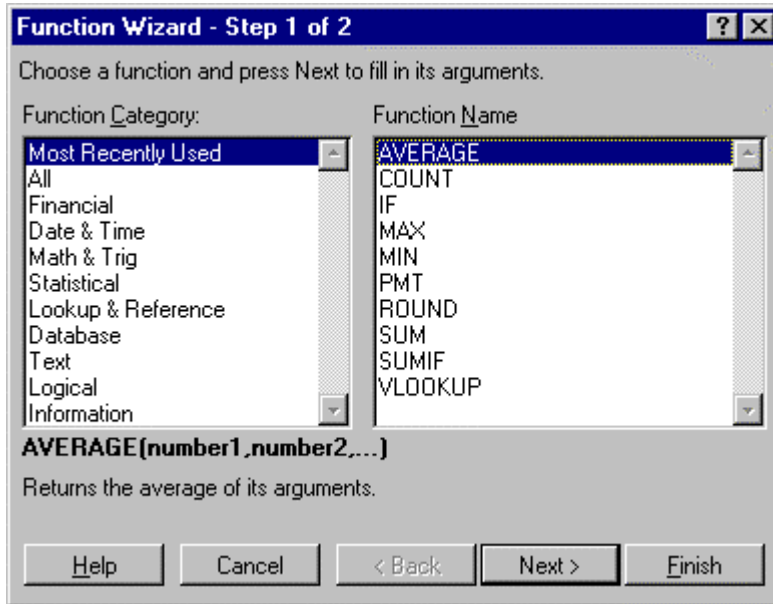 Function Wizard - Step 1 of 2
Choose a function and press Next to fill in its arguments.
Function Category:
Most Recently Used
All
Financial
Date & Time
Math & Trig
Statistical
Lookup & Reference
Database
Text
Logical
Information
Function Name
AVERAGE
COUNT
IF
MAX
MIN
PMT
ROUND
SUM
SUMIF
VLOOKUP
AVERAGE(number1,number2,...)
Returns the average of its arguments.
Help Cancel < Back Next > Finish